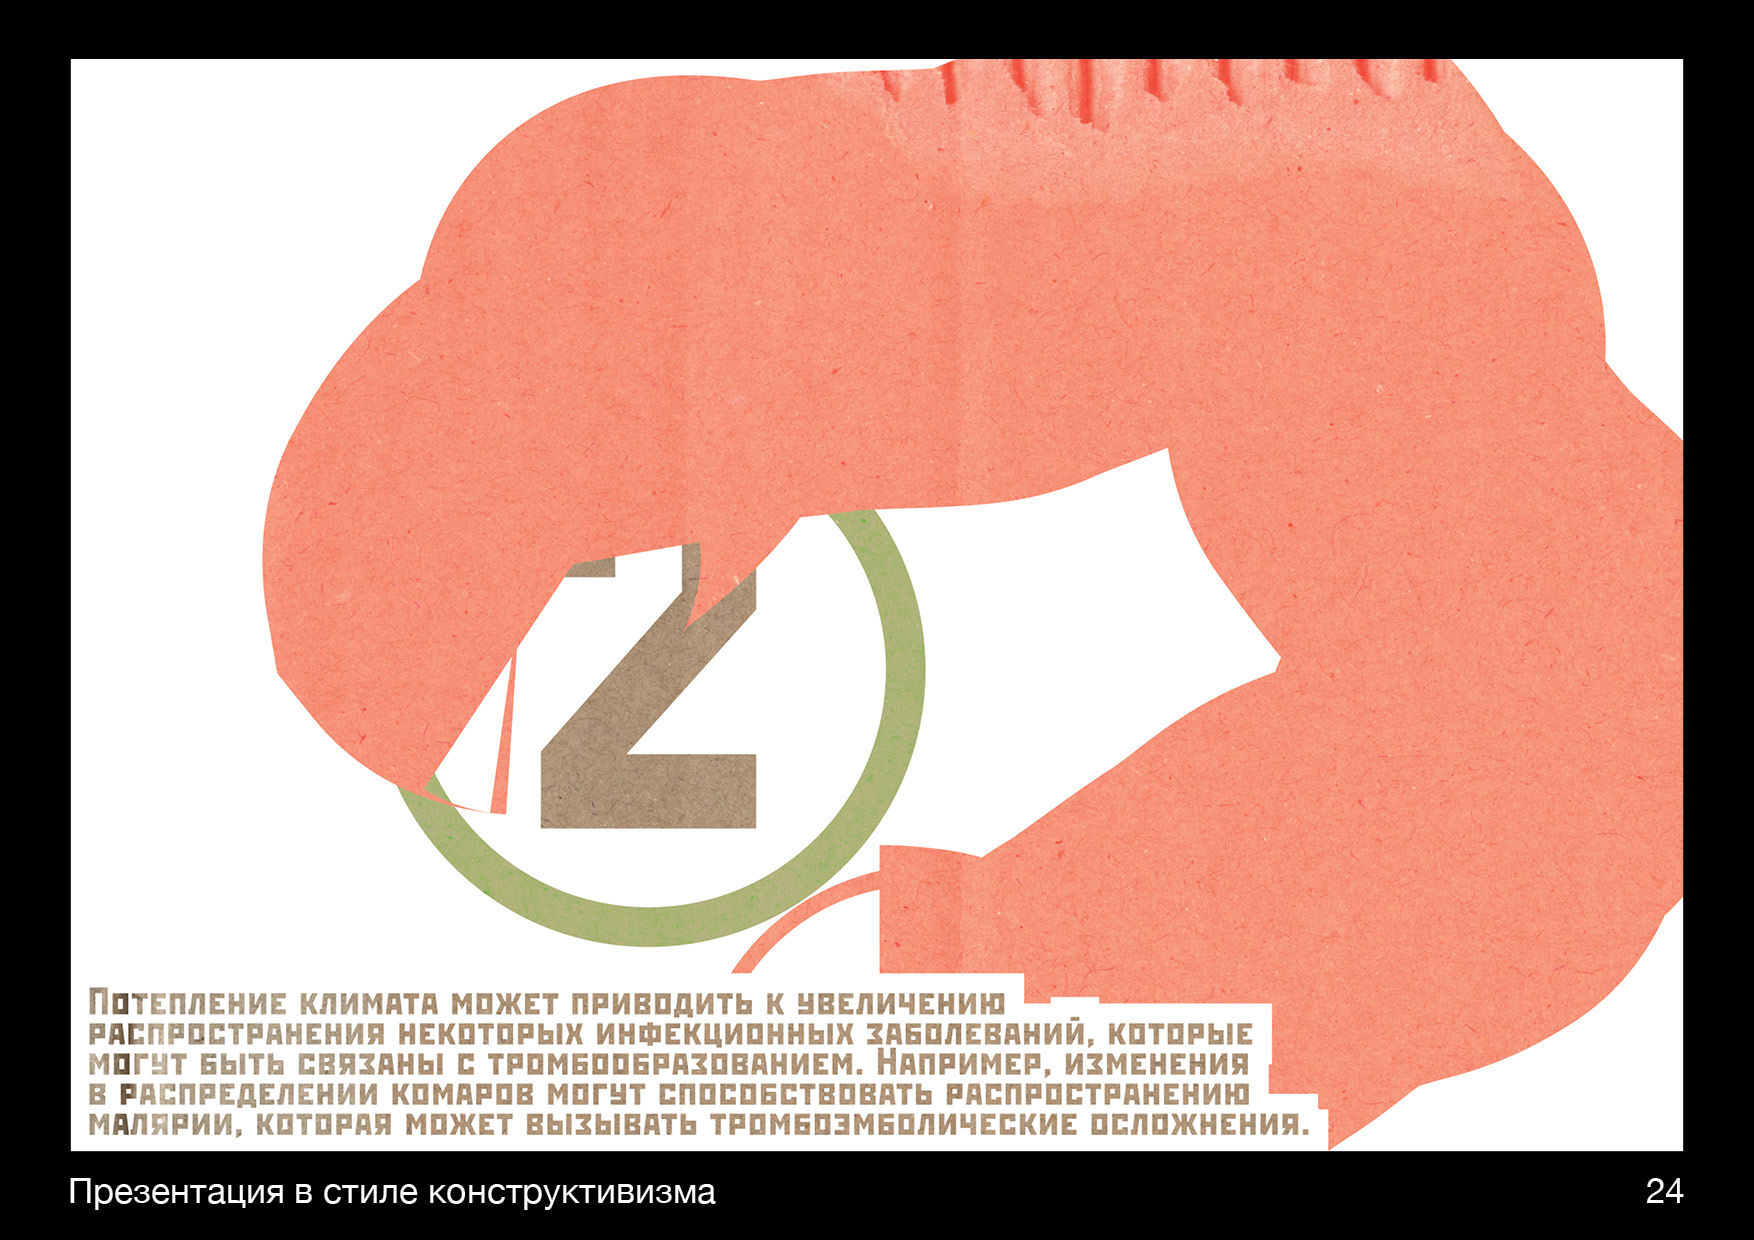 2
Потепление климата может приводить к увеличению
распространения некоторых инфекционных заболеваний, которые
могут быть связаны с тромбообразованием. Например, изменения
в распределении комаров могут способствовать распространению
малярии, которая может вызывать тромбоэмболические осложнения.
Презентация в стиле конструктивизма
24